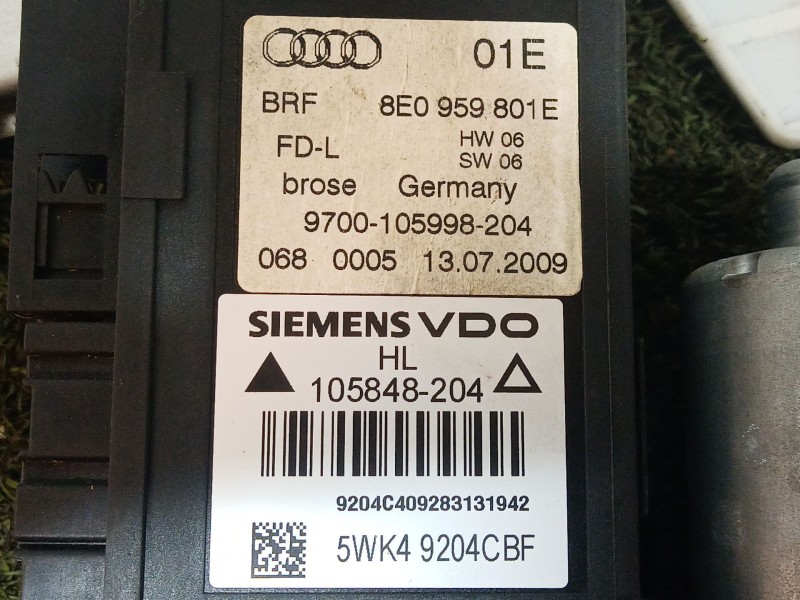 01E
BRF 8E0 959 801E
FD-L HW 06
SW 06
brose Germany
9700-105998-204
068 0005 13.07.2009
SIEMENS VDO
HL
105848-204
9204C409283131942
5WK4 9204CBF